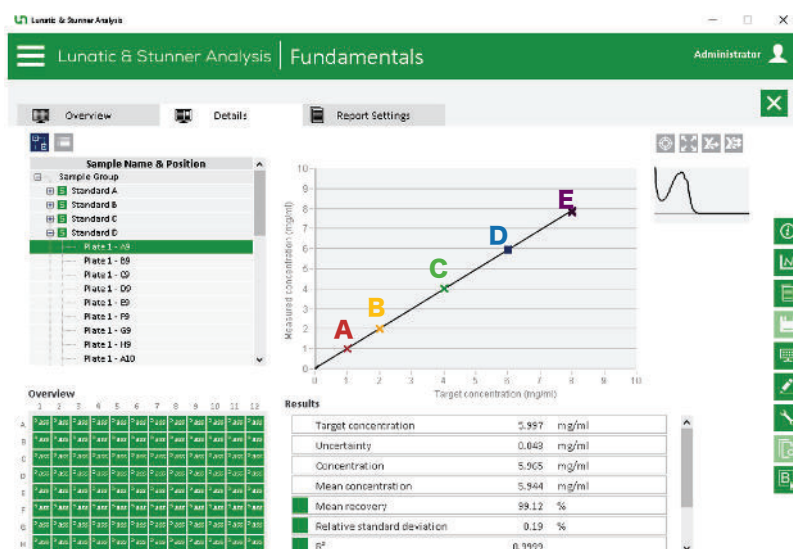 Lunatic & Stunner Analysis
Lunatic & Stunner Analysis | Fundamentals
Administrator
Overview
Details
Report Settings
Sample Name & Position
Sample Group
S Standard A
S Standard B
S Standard C
S Standard D
Plate 1 - A9
Plate 1 - B9
Plate 1 - C9
Plate 1 - D9
Plate 1 - E9
Plate 1 - F9
Plate 1 - G9
Plate 1 - H9
Plate 1 - A10
Measured concentration (mg/ml)
10
9
8
7
6
5
4
3
2
1
0
A
B
C
D
E
0 1 2 3 4 5 6 7 8 9 10
Target concentration (mg/ml)
Overview
1 2 3 4 5 6 7 8 9 10 11 12
A
B
C
D
E
F
G
H
Results
Target concentration 5.997 mg/ml
Uncertainty 0.043 mg/ml
Concentration 5.965 mg/ml
Mean concentration 5.944 mg/ml
Mean recovery 99.12 %
Relative standard deviation 0.19 %
R² 0.9999